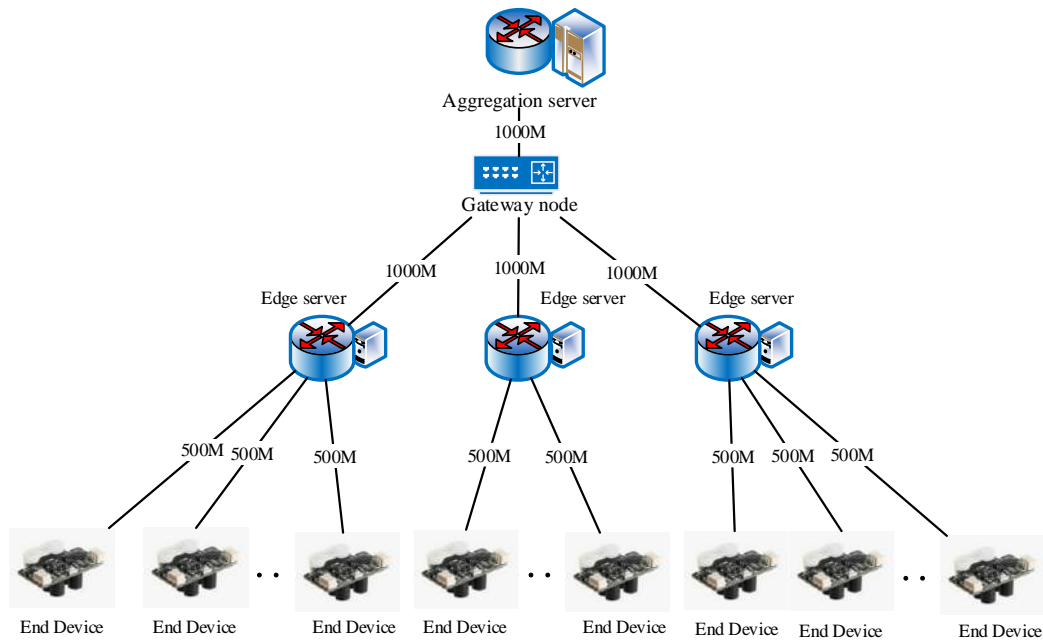 Aggregation server
1000M
Gateway node
1000M
1000M
1000M
Edge server
Edge server
Edge server
500M
500M
500M
500M
500M
500M
500M
500M
. .
. .
. .
End Device
End Device
End Device
End Device
End Device
End Device
End Device
End Device